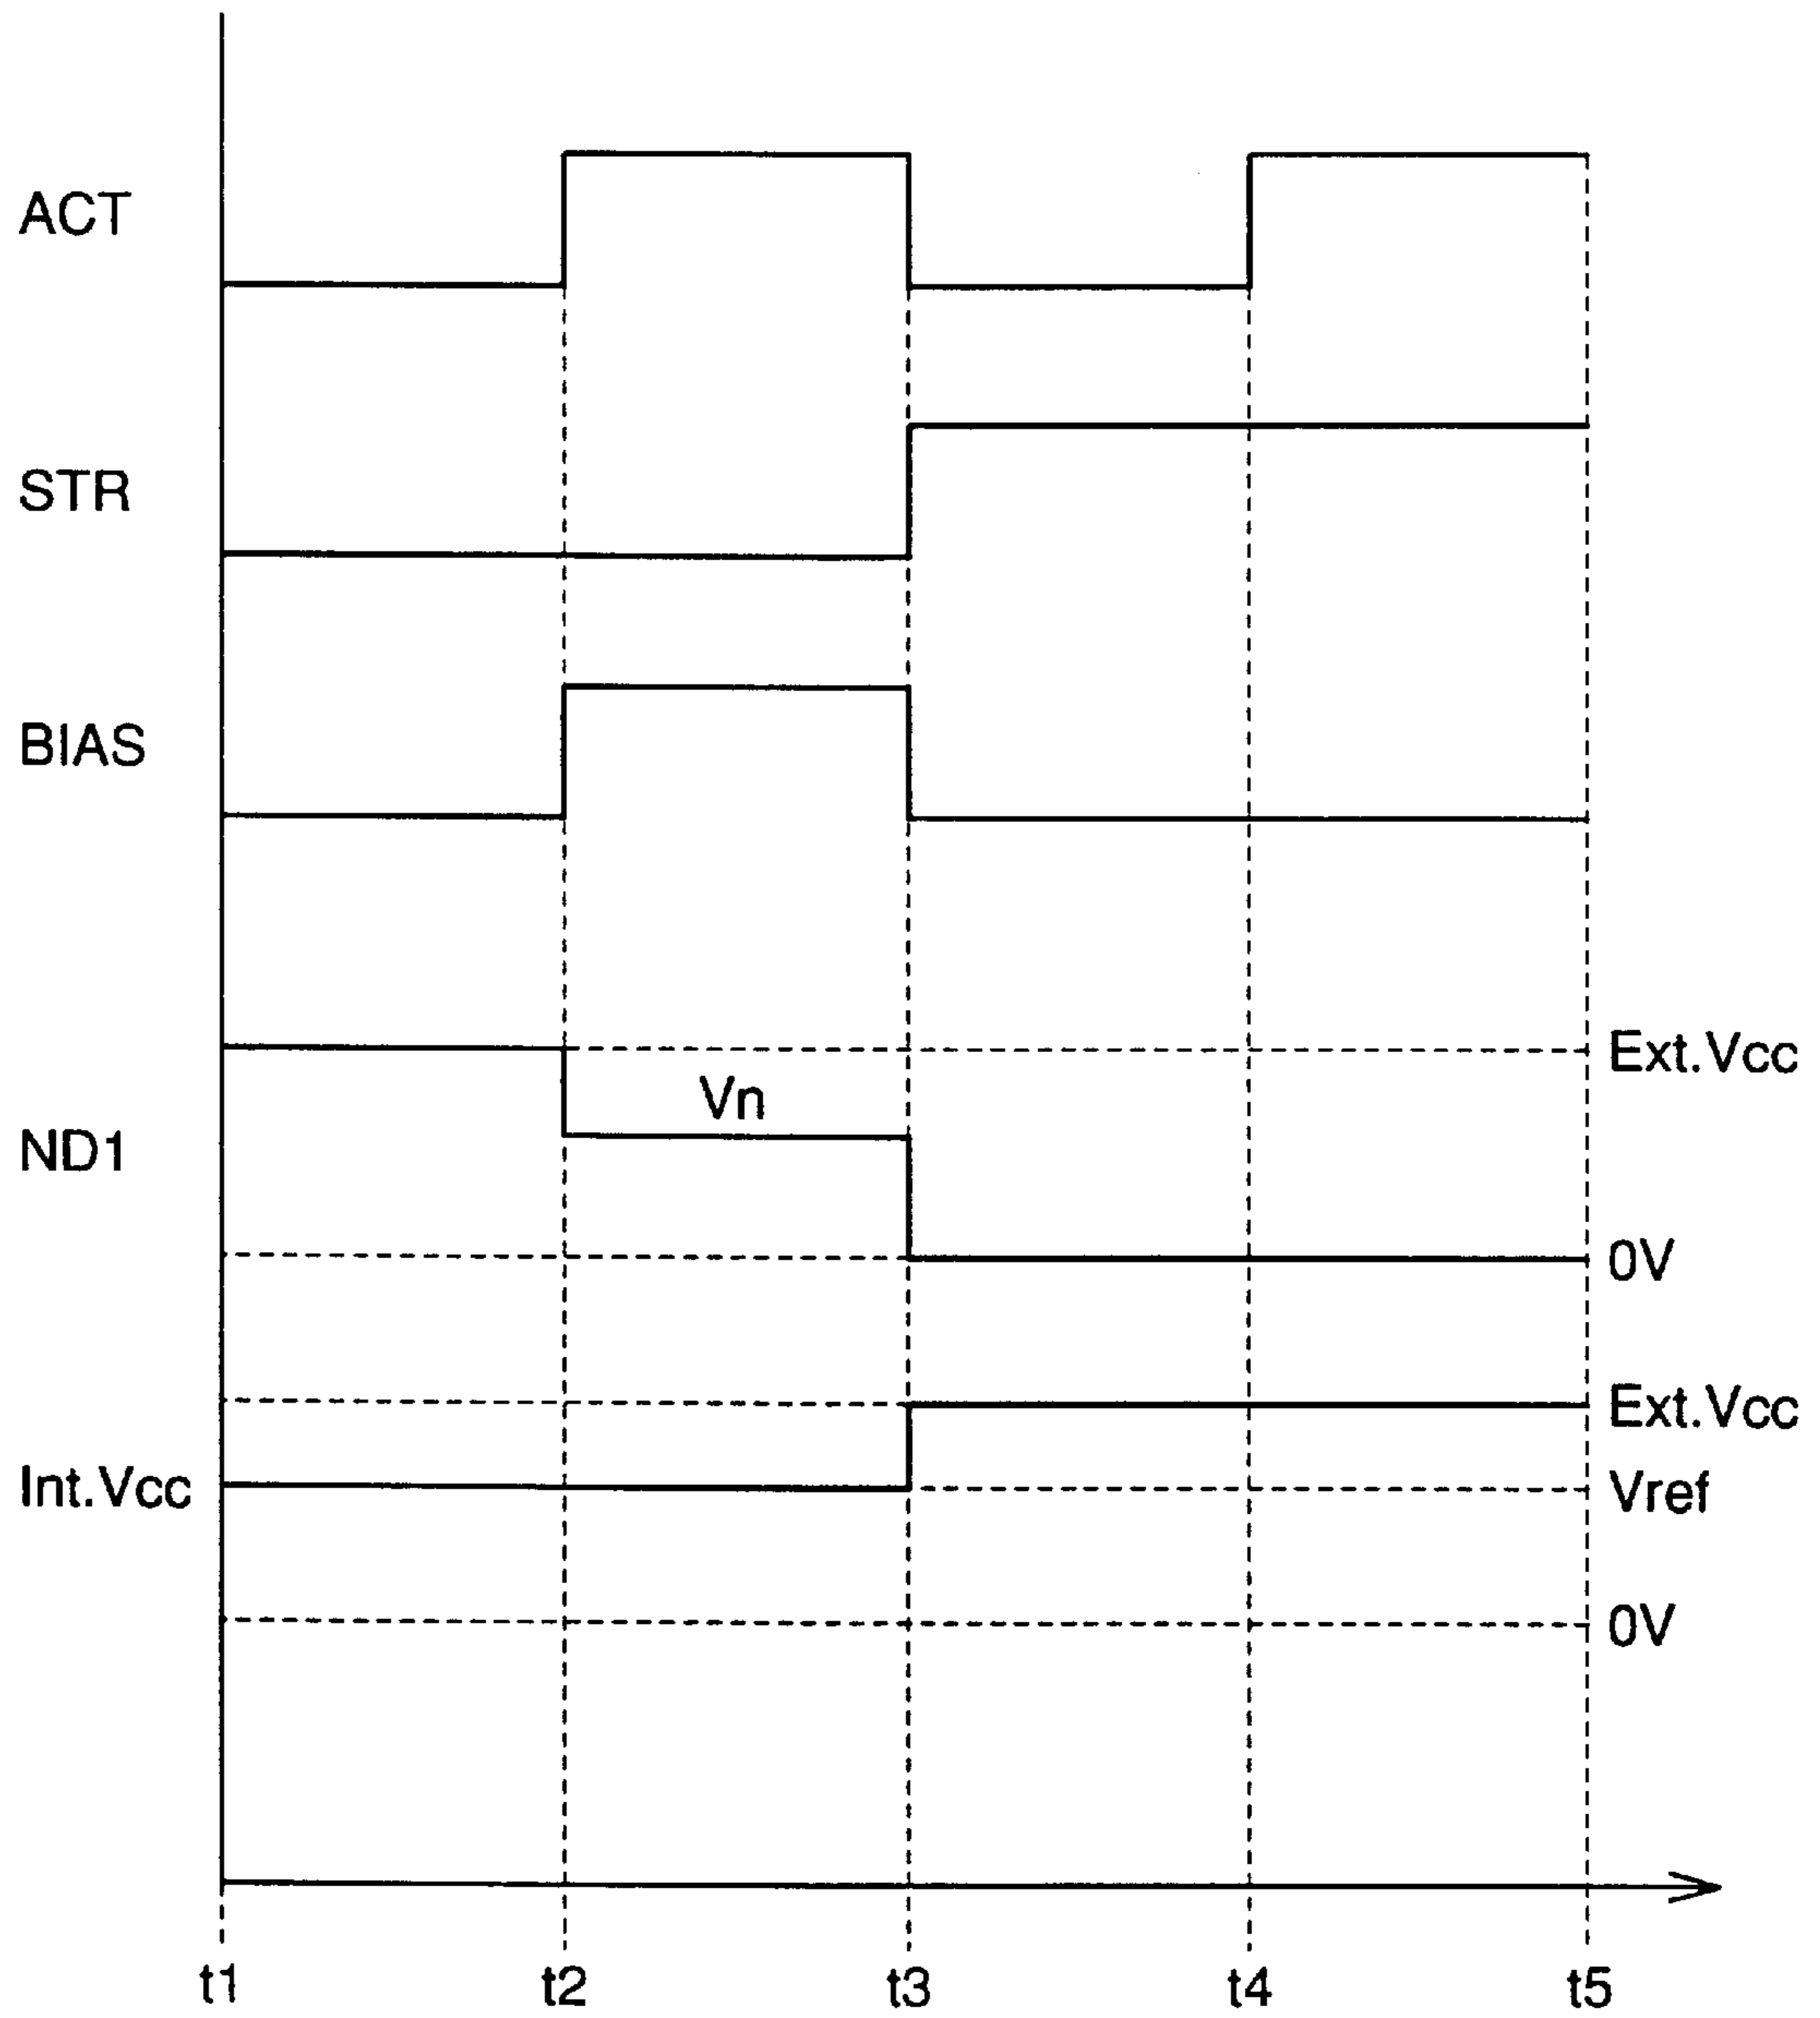 ACT
STR
BIAS
Ext.Vcc
Vn
ND1
0V
Ext.Vcc
Int.Vcc
Vref
0V
t1 t2 t3 t4 t5